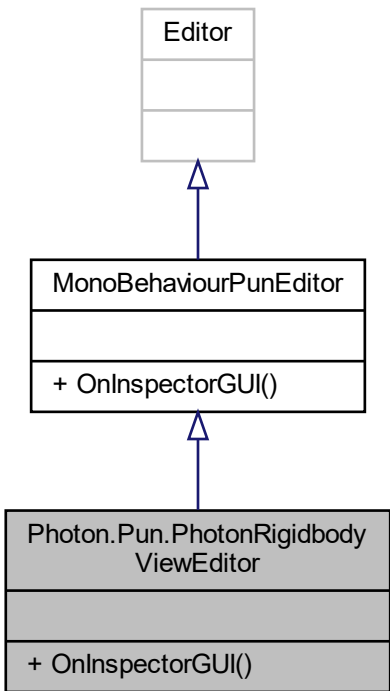 Editor
MonoBehaviourPunEditor
+ OnInspectorGUI()
Photon.Pun.PhotonRigidbody
ViewEditor
+ OnInspectorGUI()